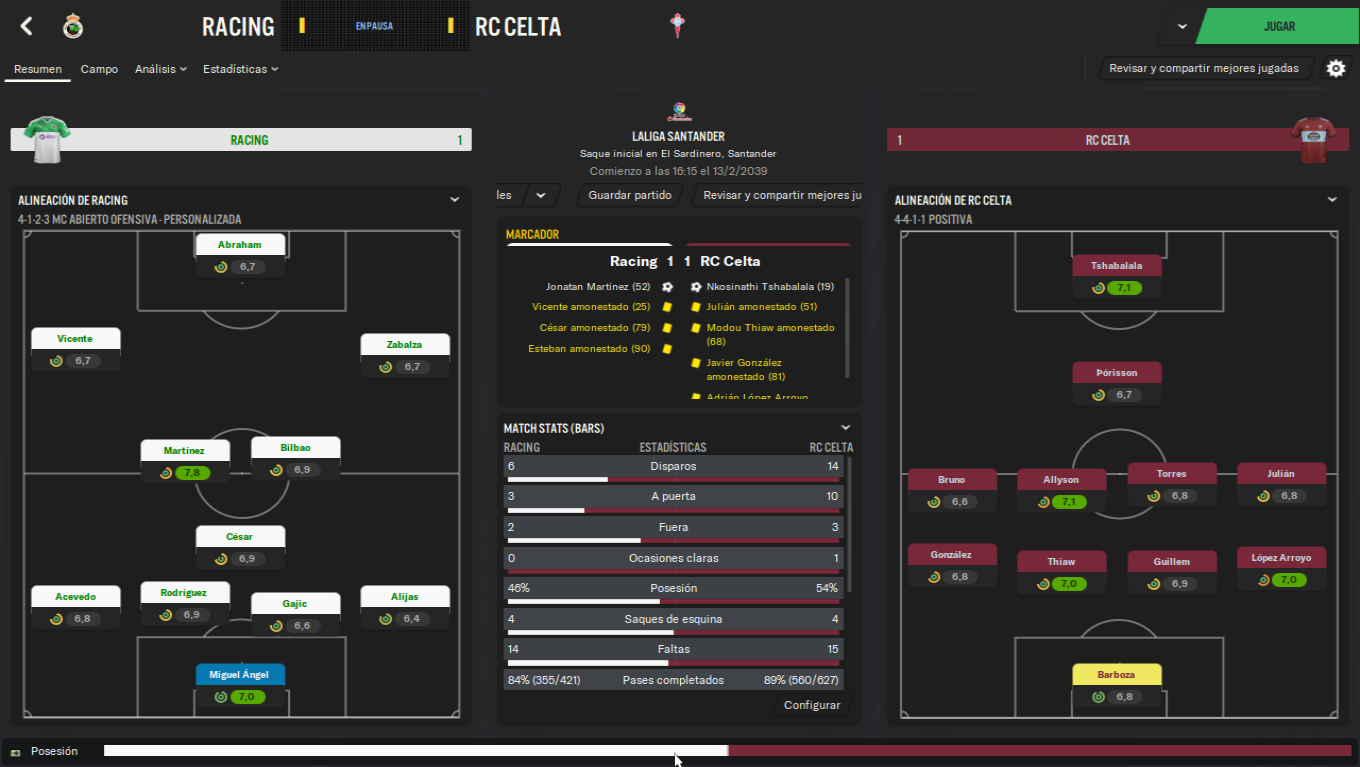 RACING
EN PAUSA
RC CELTA
JUGAR
Resumen
Campo
Análisis
Estadísticas
Revisar y compartir mejores jugadas
RACING 1
LALIGA SANTANDER
Saque inicial en El Sardinero, Santander
Comienzo a las 16:15 el 13/2/2039
les
Guardar partido
Revisar y compartir mejores ju
1 RC CELTA
ALINEACIÓN DE RACING
4-1-2-3 MC ABIERTO OFENSIVA - PERSONALIZADA
Abraham
6,7
Vicente
6,7
Zabalza
6,7
Martínez
7,8
Bilbao
6,9
César
6,9
Acevedo
6,8
Rodríguez
6,9
Gajic
6,6
Alijas
6,4
Miguel Ángel
7,0
MARCADOR
Racing 1 1 RC Celta
Jonatan Martínez (52)
Nkosinathi Tshabalala (19)
Vicente amonestado (25)
Julián amonestado (51)
César amonestado (79)
Modou Thiaw amonestado
(68)
Esteban amonestado (90)
Javier González
amonestado (81)
Adrián López Arroyo
MATCH STATS (BARS)
RACING ESTADÍSTICAS RC CELTA
6 Disparos 14
3 A puerta 10
2 Fuera 3
0 Ocasiones claras 1
46% Posesión 54%
4 Saques de esquina 4
14 Faltas 15
84% (355/421) Pases completados 89% (560/627)
Configurar
ALINEACIÓN DE RC CELTA
4-4-1-1 POSITIVA
Tshabalala
7,1
Þórisson
6,7
Bruno
6,6
Allyson
7,1
Torres
6,8
Julián
6,8
González
6,8
Thiaw
7,0
Guillem
6,9
López Arroyo
7,0
Barboza
6,8
Posesión